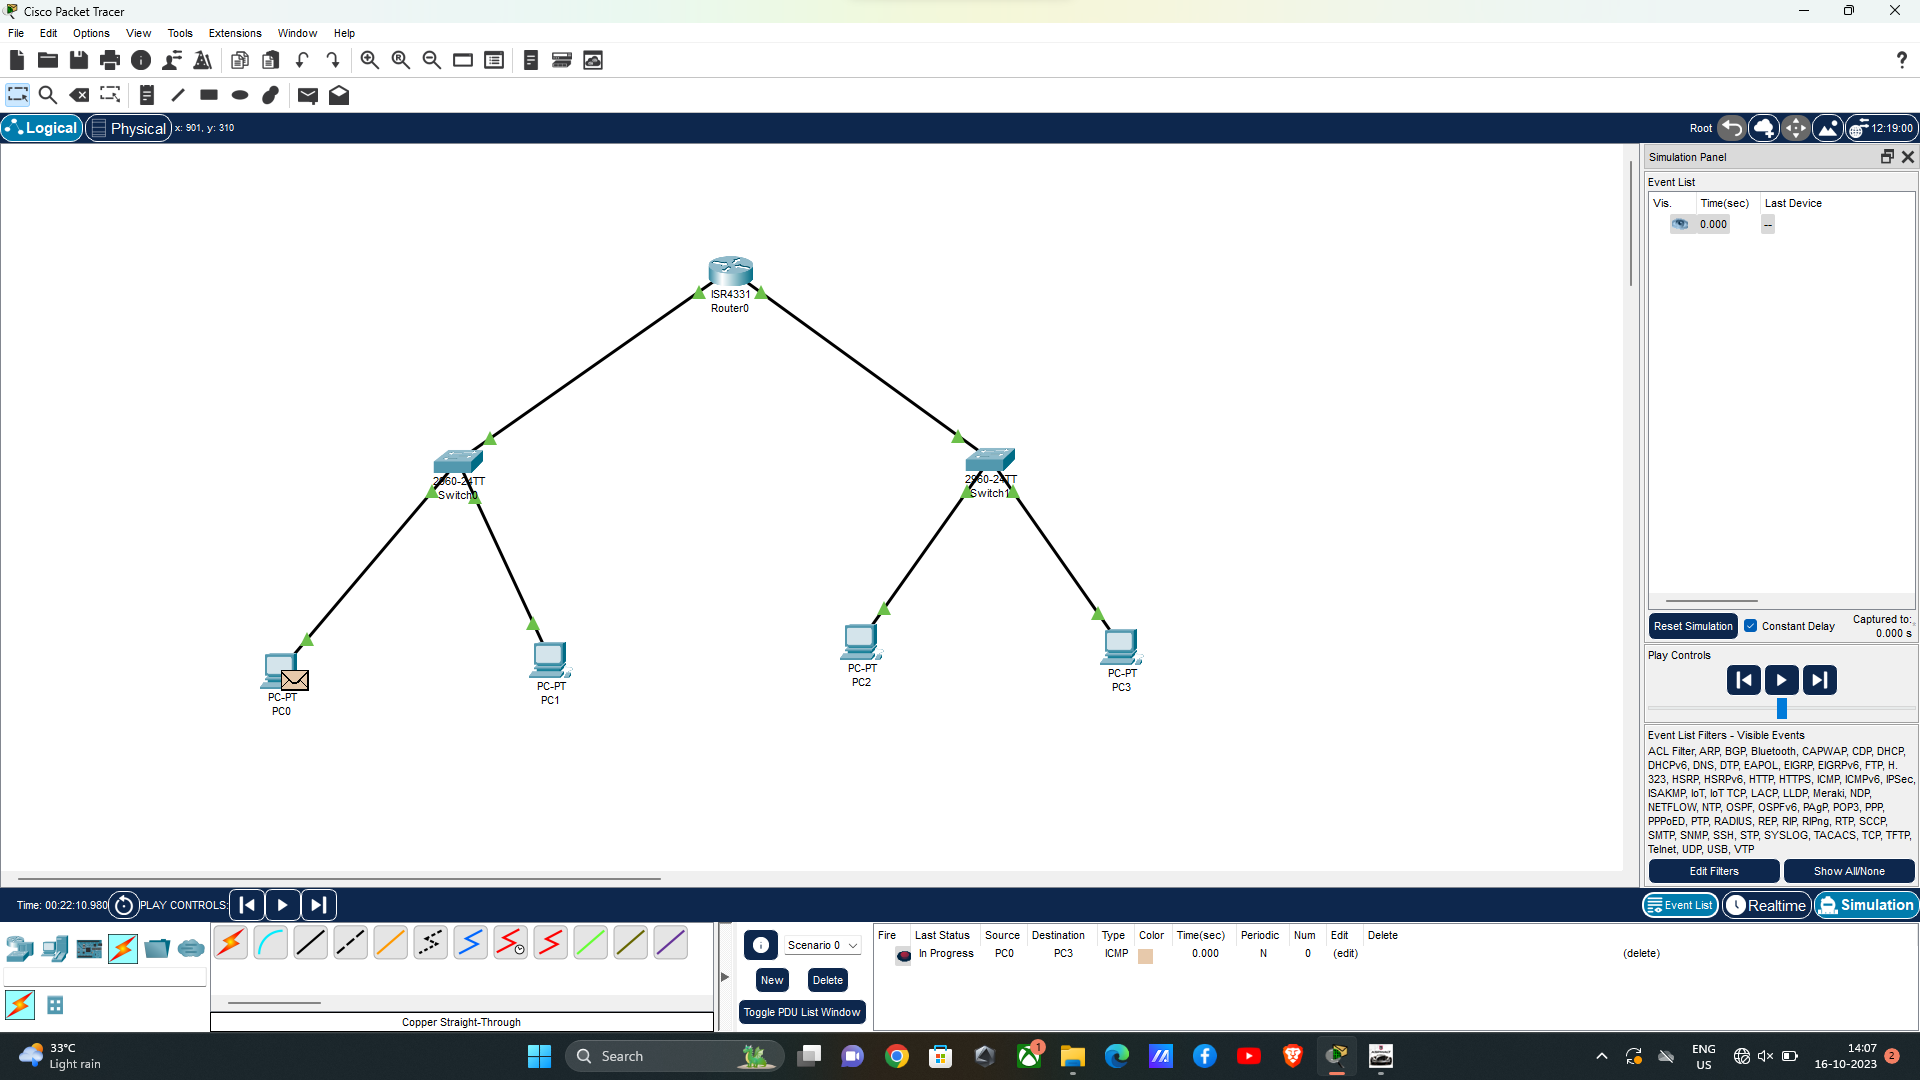 Cisco Packet Tracer
File Edit Options View Tools Extensions Window Help
?
Logical Physical x: 901, y: 310 Root 12:19:00
Simulation Panel
Event List
Vis. Time(sec) Last Device
0.000 --
ISR4331
Router0
2960-24TT
Switch0
2960-24TT
Switch1
PC-PT
PC0
PC-PT
PC1
PC-PT
PC2
PC-PT
PC3
Reset Simulation Constant Delay Captured to:
0.000 s
Play Controls
Event List Filters - Visible Events
ACL Filter, ARP, BGP, Bluetooth, CAPWAP, CDP, DHCP,
DHCPv6, DNS, DTP, EAPOL, EIGRP, EIGRPv6, FTP, H.
323, HSRP, HSRPv6, HTTP, HTTPS, ICMP, ICMPv6, IPSec,
ISAKMP, IoT, IoT TCP, LACP, LLDP, Meraki, NDP,
NETFLOW, NTP, OSPF, OSPFv6, PAgP, POP3, PPP,
PPPoED, PTP, RADIUS, REP, RIP, RIPng, RTP, SCCP,
SMTP, SNMP, SSH, STP, SYSLOG, TACACS, TCP, TFTP,
Telnet, UDP, USB, VTP
Edit Filters Show All/None
Time: 00:22:10.980 PLAY CONTROLS: Event List Realtime Simulation
Scenario 0
New Delete
Toggle PDU List Window
Fire Last Status Source Destination Type Color Time(sec) Periodic Num Edit Delete
In Progress PC0 PC3 ICMP 0.000 N 0 (edit) (delete)
Copper Straight-Through
33°C
Light rain
Search
1
ENG
US
14:07
16-10-2023
2